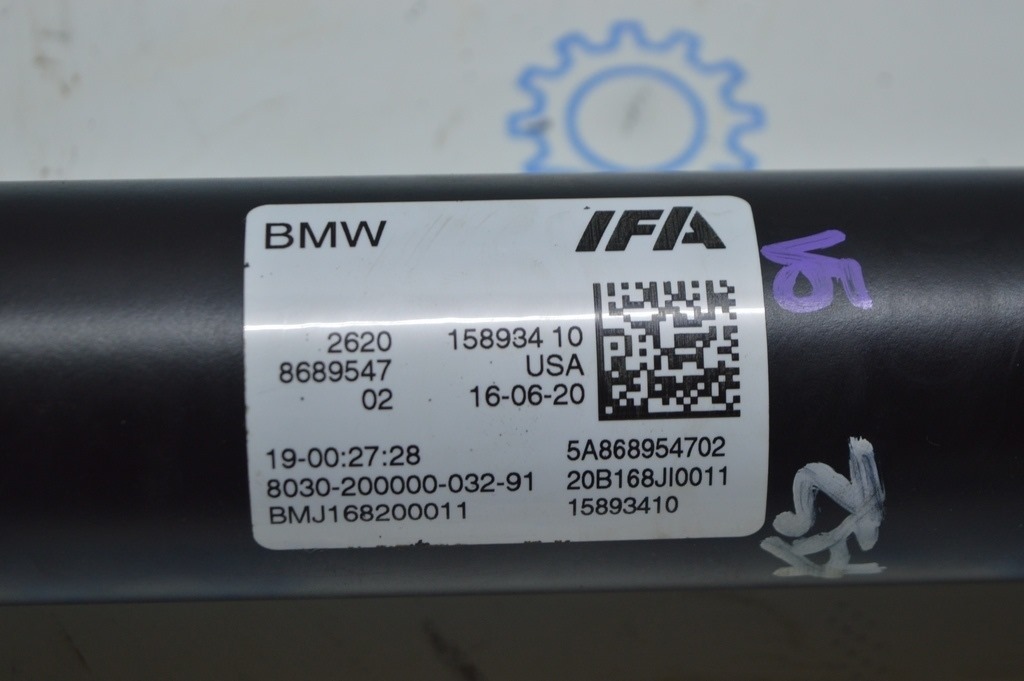 BMW
IFA
2620 158934 10
8689547 USA
02 16-06-20
19-00:27:28 5A868954702
8030-200000-032-91 20B168JI0011
BMJ168200011 15893410